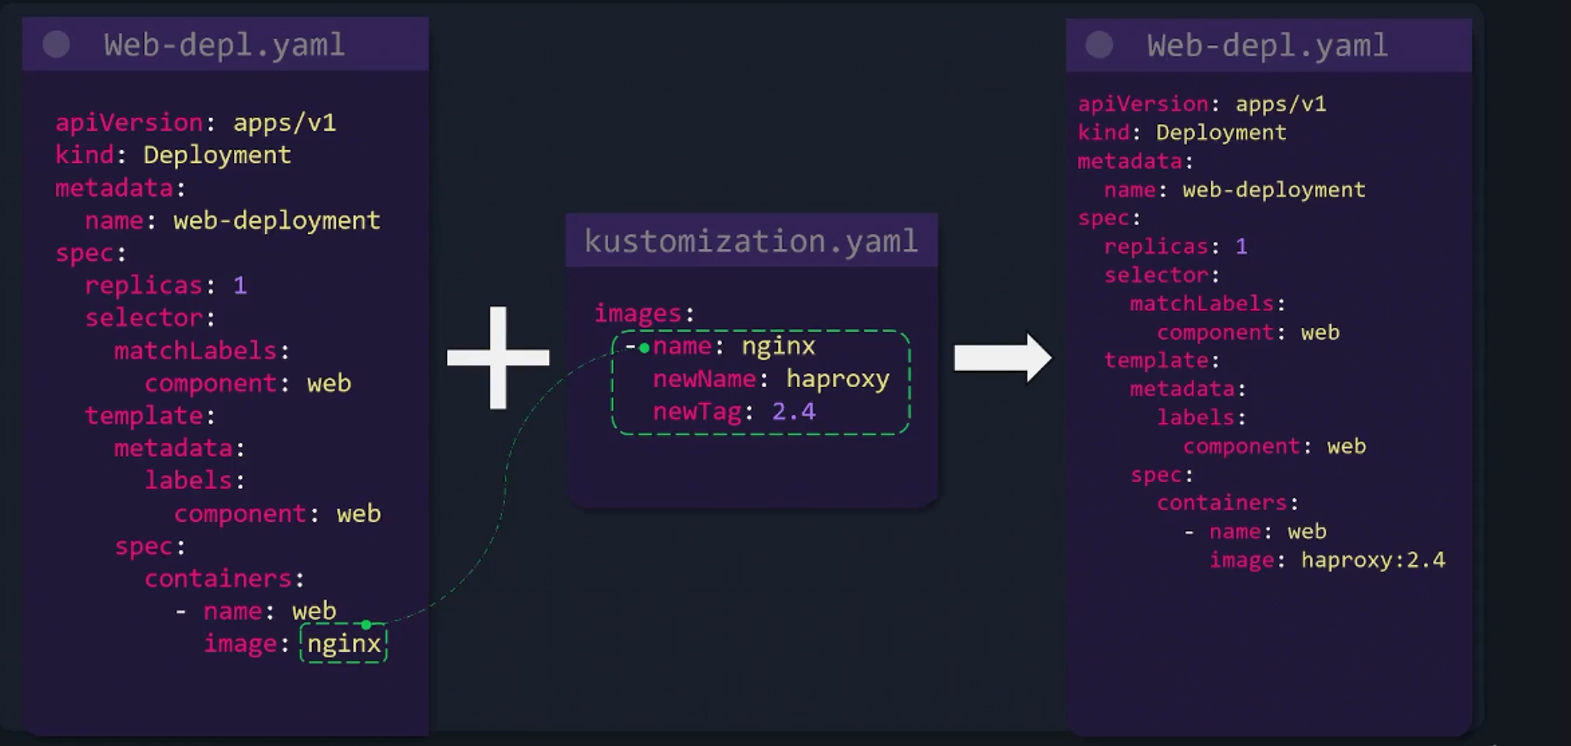 Web-depl.yaml
apiVersion: apps/v1
kind: Deployment
metadata:
  name: web-deployment
spec:
  replicas: 1
  selector:
    matchLabels:
      component: web
  template:
    metadata:
      labels:
        component: web
    spec:
      containers:
        - name: web
          image: nginx
kustomization.yaml
images:
  - name: nginx
    newName: haproxy
    newTag: 2.4
Web-depl.yaml
apiVersion: apps/v1
kind: Deployment
metadata:
  name: web-deployment
spec:
  replicas: 1
  selector:
    matchLabels:
      component: web
  template:
    metadata:
      labels:
        component: web
    spec:
      containers:
        - name: web
          image: haproxy:2.4